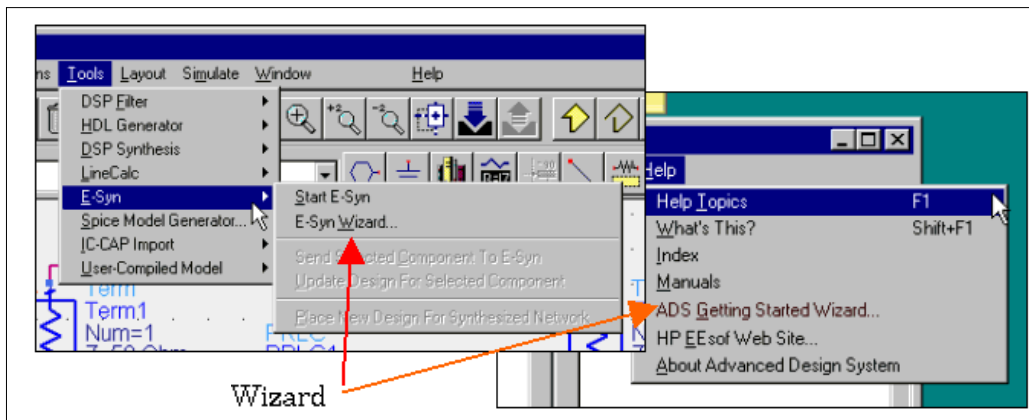 ns Tools Layout Simulate Window Help
DSP Filter
HDL Generator
DSP Synthesis
LineCalc
E-Syn
Spice Model Generator...
IC-CAP Import
User-Compiled Model
Start E-Syn
E-Syn Wizard...
Send Selected Component To E-Syn
Update Design For Selected Component
Place New Design For Synthesized Network
+2
-2
Term
Term1
Num=1
Help
Help Topics F1
What's This? Shift+F1
Index
Manuals
ADS Getting Started Wizard...
HP EEsof Web Site...
About Advanced Design System
Wizard